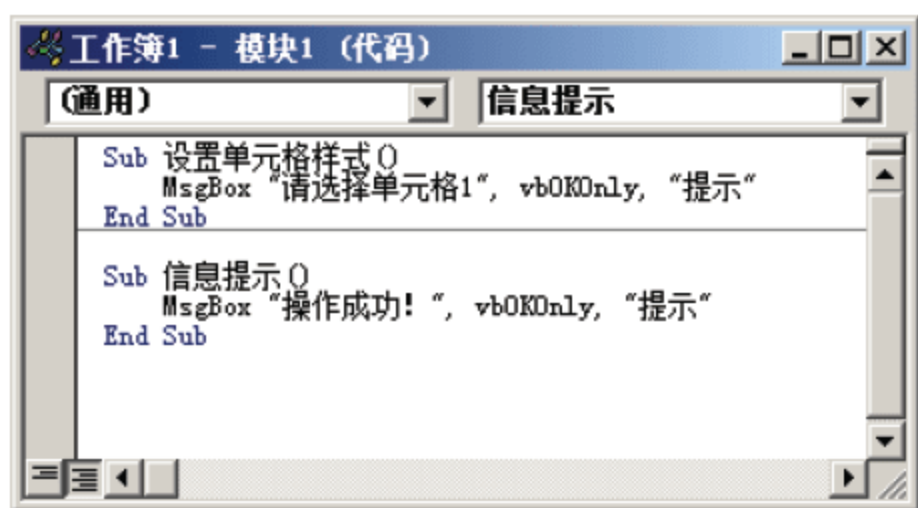 工作簿1 - 模块1 (代码)
(通用) 信息提示
Sub 设置单元格样式()
MsgBox "请选择单元格1", vbOKOnly, "提示"
End Sub
Sub 信息提示()
MsgBox "操作成功! ", vbOKOnly, "提示"
End Sub